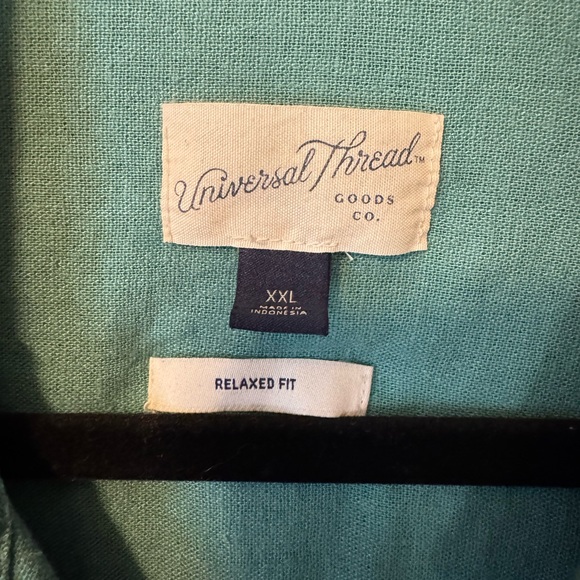 Universal Thread™
GOODS
CO.
XXL
MADE IN
INDONESIA
RELAXED FIT